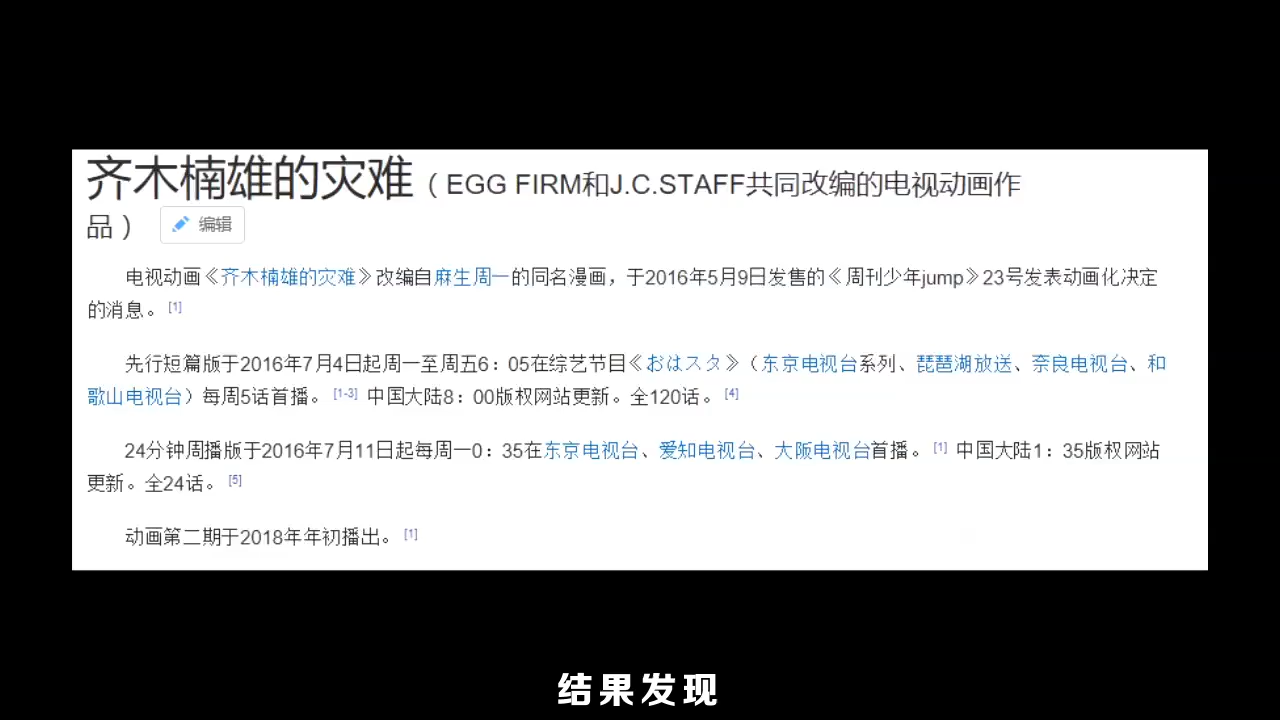 齐木楠雄的灾难（EGG FIRM和J.C.STAFF共同改编的电视动画作
品） 编辑
电视动画《齐木楠雄的灾难》改编自麻生周一的同名漫画，于2016年5月9日发售的《周刊少年jump》23号发表动画化决定
的消息。[1]
先行短篇版于2016年7月4日起周一至周五6：05在综艺节目《おはスタ》（东京电视台系列、琵琶湖放送、奈良电视台、和
歌山电视台）每周5话首播。[1-3] 中国大陆8：00版权网站更新。全120话。[4]
24分钟周播版于2016年7月11日起每周一0：35在东京电视台、爱知电视台、大阪电视台首播。[1] 中国大陆1：35版权网站
更新。全24话。[5]
动画第二期于2018年年初播出。[1]
结果发现